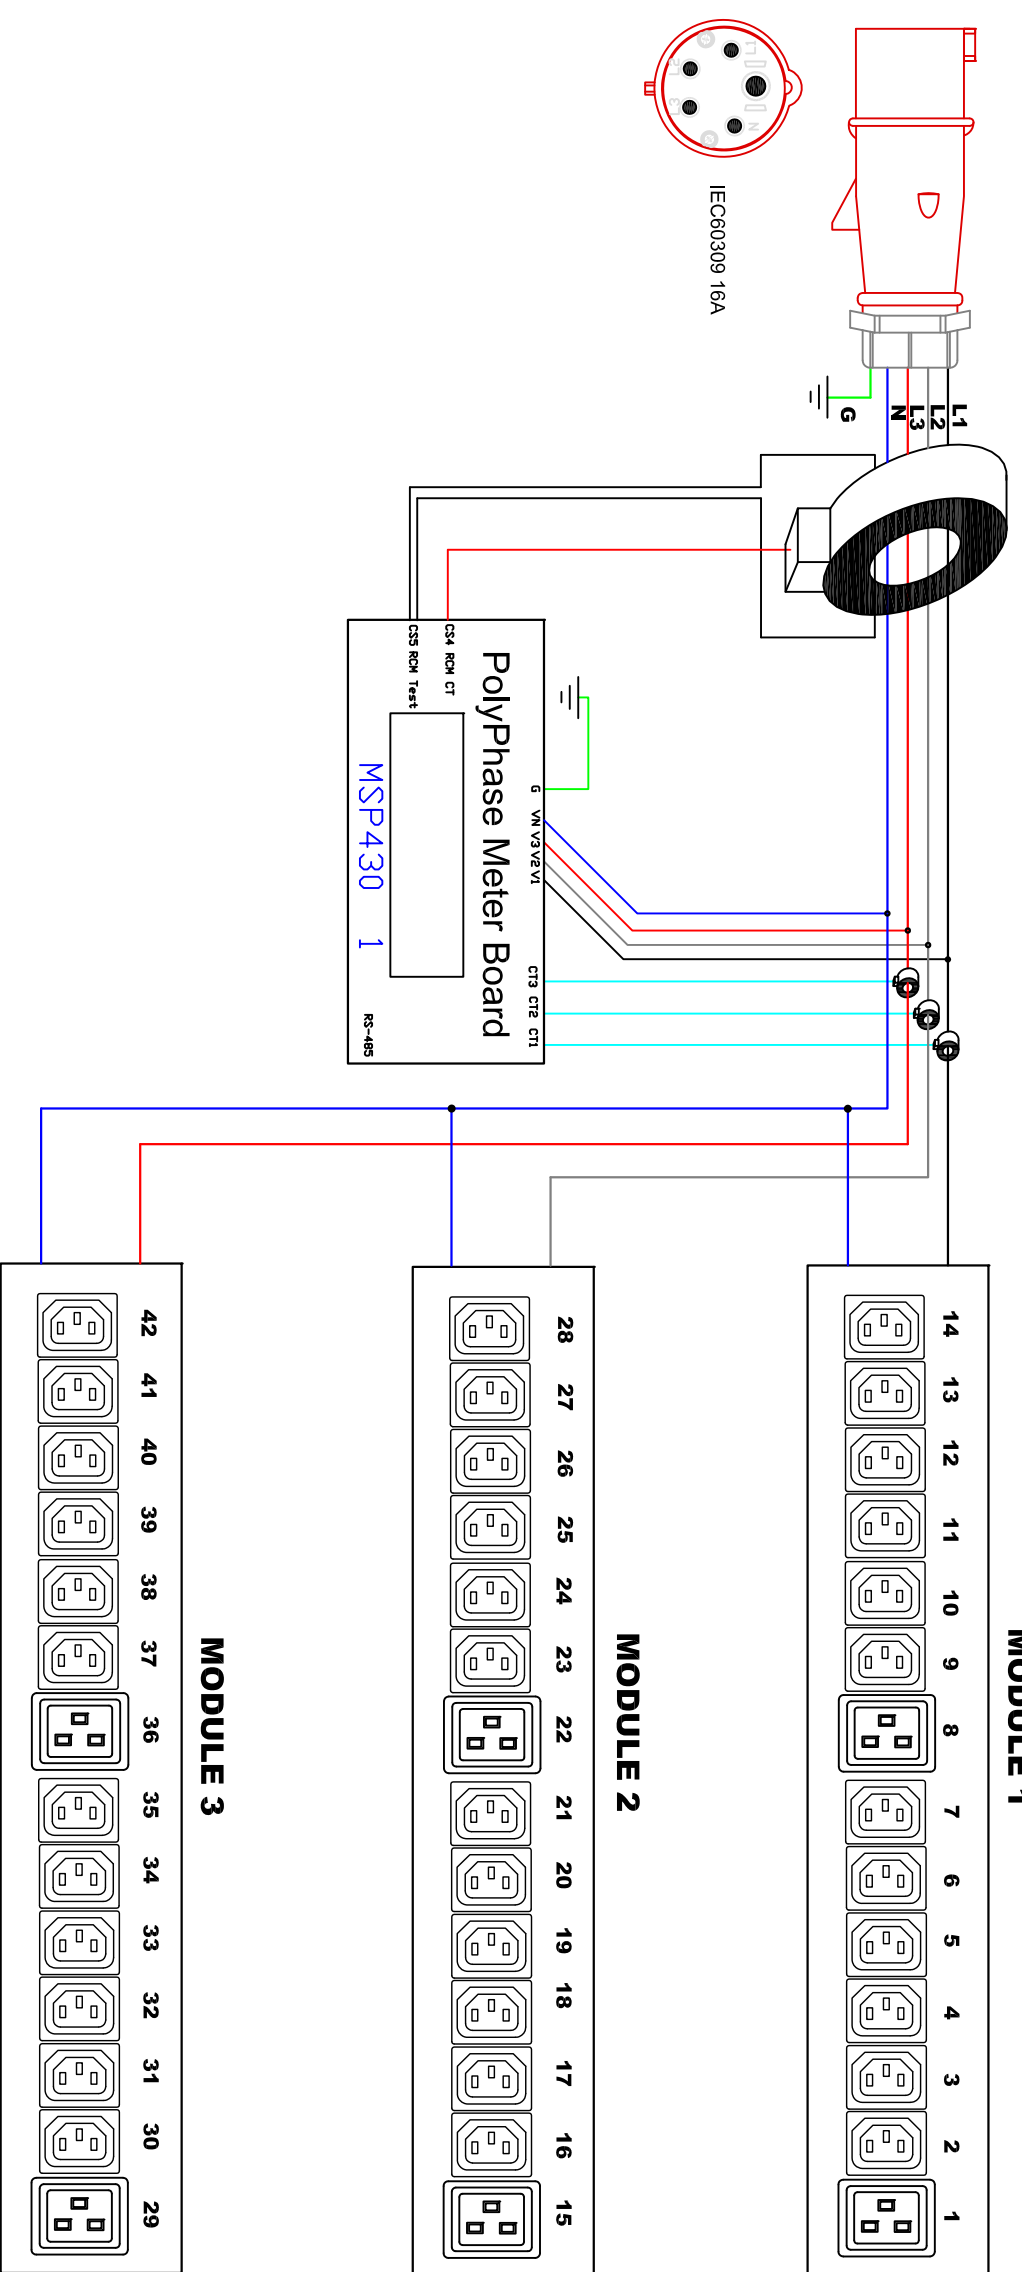 L1
L2
L3
N
IEC60309 16A
L1
L2
L3
N
G
CS4 RCM CT
CS5 RCM Test
PolyPhase Meter Board
MSP430 1
G VN V3 V2 V1
CT3 CT2 CT1
RS-485
MODULE 1
14 13 12 11 10 9 8 7 6 5 4 3 2 1
MODULE 2
28 27 26 25 24 23 22 21 20 19 18 17 16 15
MODULE 3
42 41 40 39 38 37 36 35 34 33 32 31 30 29